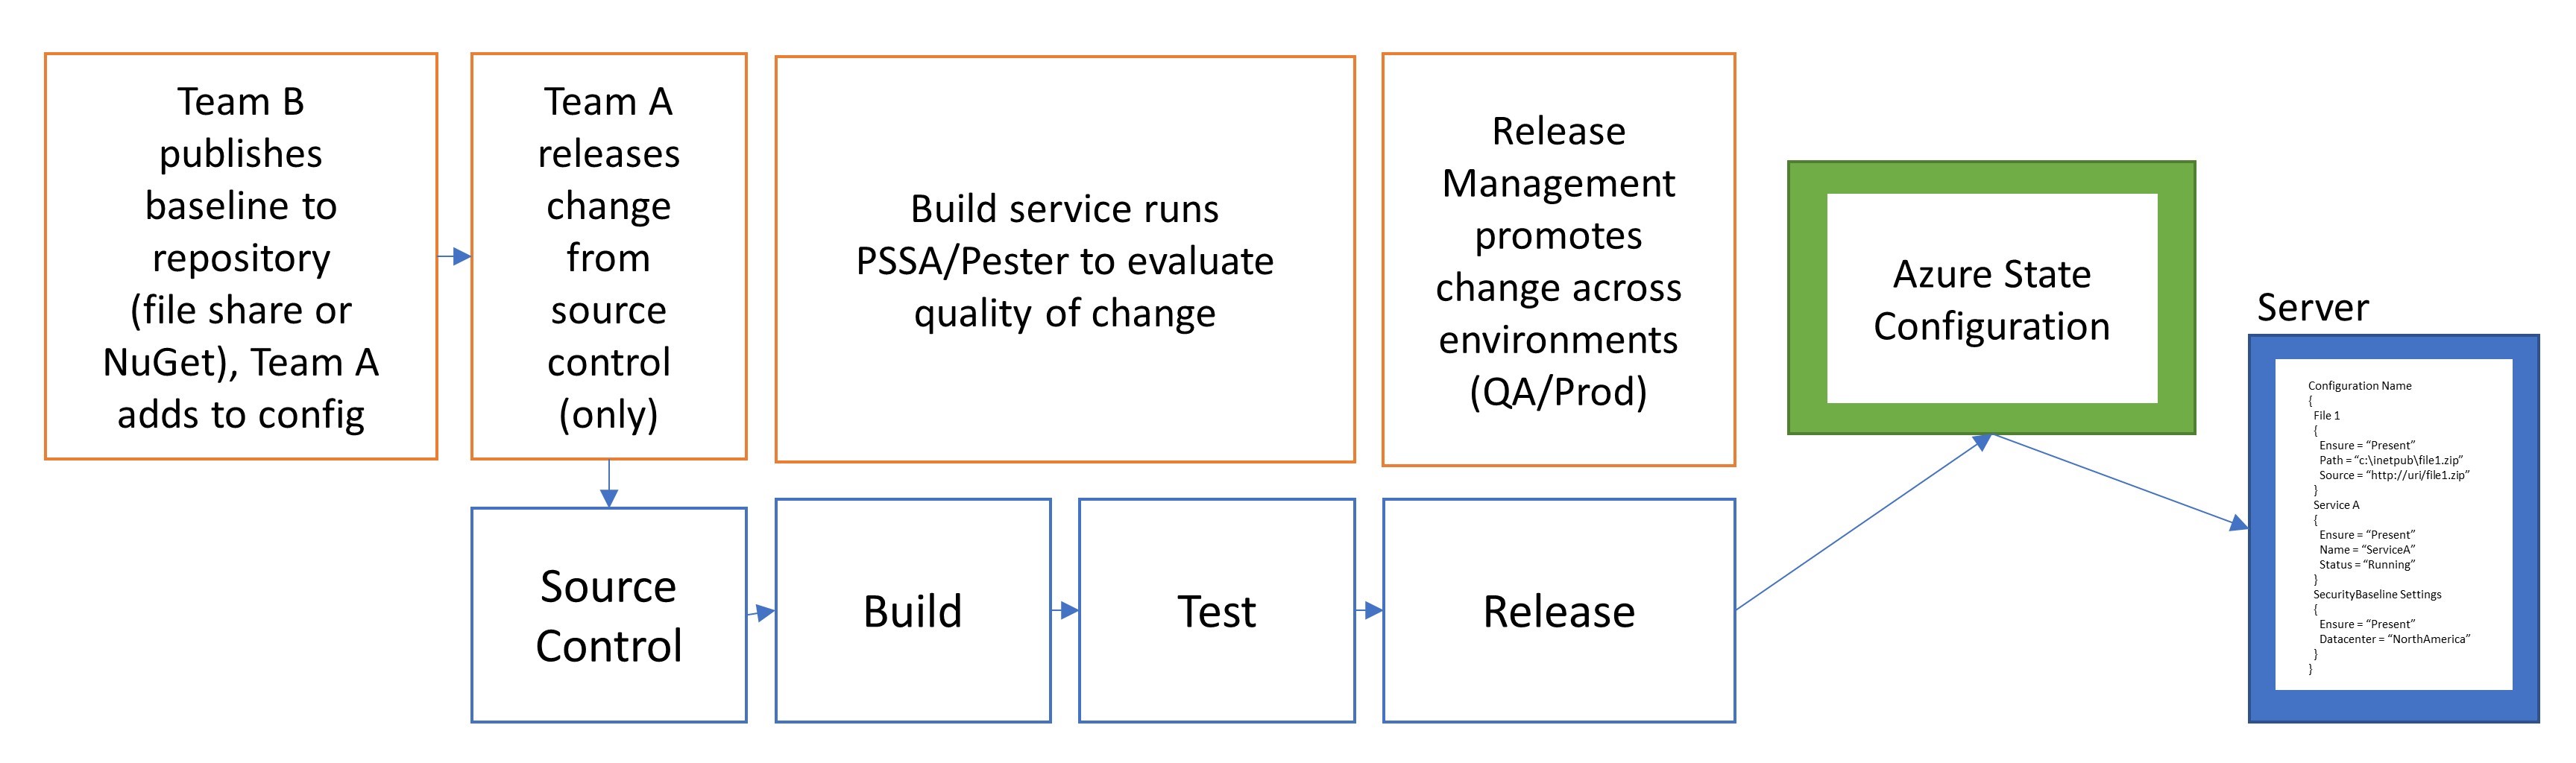 Team B
publishes
baseline to
repository
(file share or
NuGet), Team A
adds to config
Team A
releases
change
from
source
control
(only)
Build service runs
PSSA/Pester to evaluate
quality of change
Release
Management
promotes
change across
environments
(QA/Prod)
Azure State
Configuration
Server
Configuration Name
{
File 1
{
Ensure = “Present”
Path = “c:\inetpub\file1.zip”
Source = “http://uri/file1.zip”
}
Service A
{
Ensure = “Present”
Name = “ServiceA”
Status = “Running”
}
SecurityBaseline Settings
{
Ensure = “Present”
Datacenter = “NorthAmerica”
}
}
Source
Control
Build
Test
Release